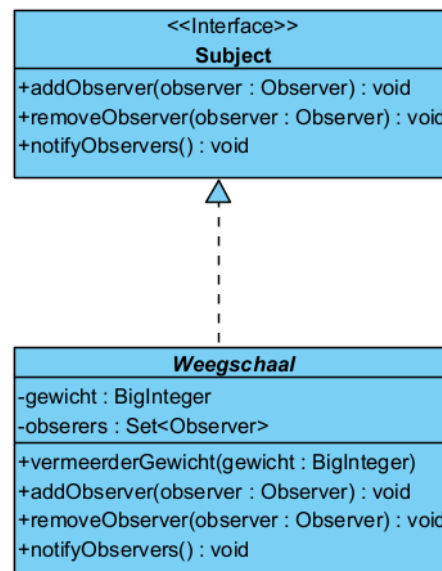 <<Interface>>
Subject
+addObserver(observer : Observer) : void
+removeObserver(observer : Observer) : void
+notifyObservers() : void
Weegschaal
-gewicht : BigInteger
-obserers : Set<Observer>
+vermeerderGewicht(gewicht : BigInteger)
+addObserver(observer : Observer) : void
+removeObserver(observer : Observer) : void
+notifyObservers() : void